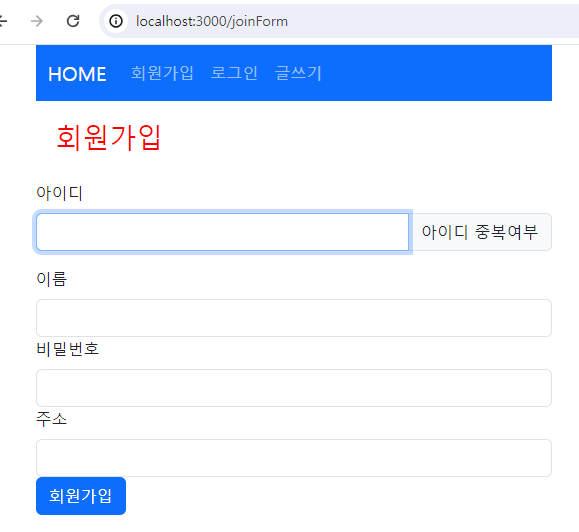 localhost:3000/joinForm
HOME 회원가입 로그인 글쓰기
회원가입
아이디
아이디 중복여부
이름
비밀번호
주소
회원가입